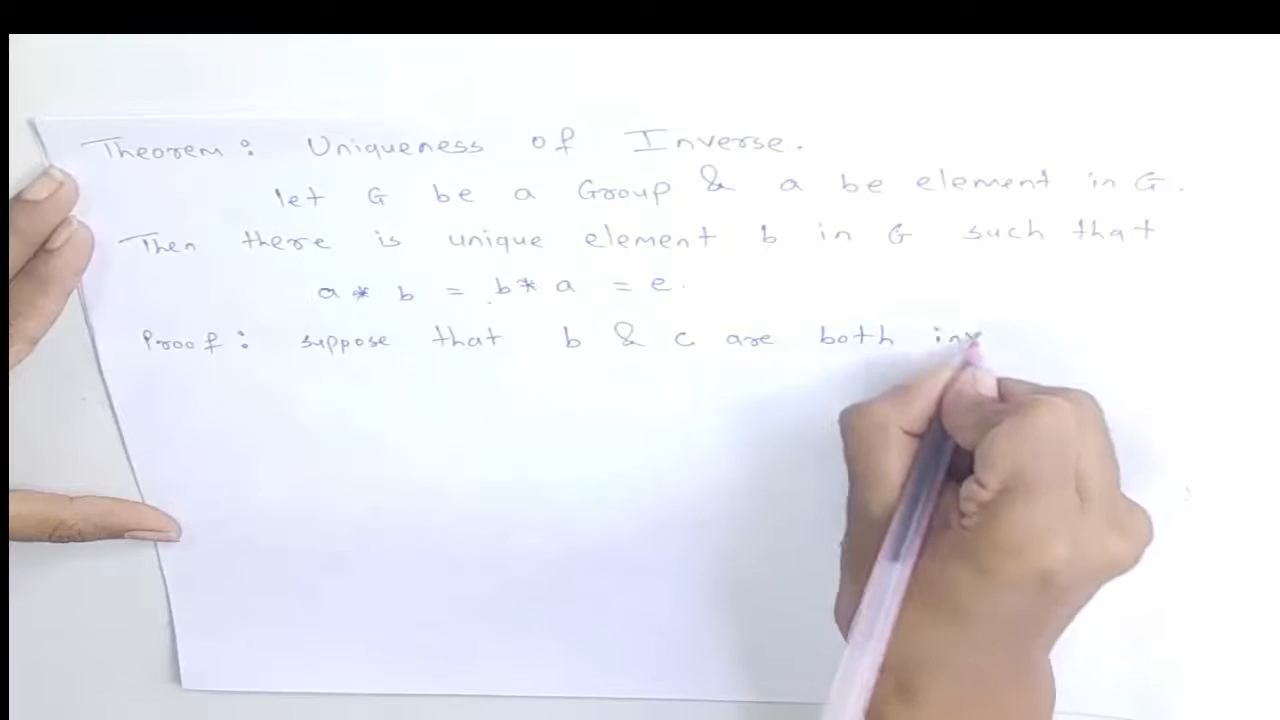 Theorem: Uniqueness of Inverse.
let G be a Group & a be element in G.
Then there is unique element b in G such that
a * b = b * a = e.
Proof: suppose that b & c are both inv